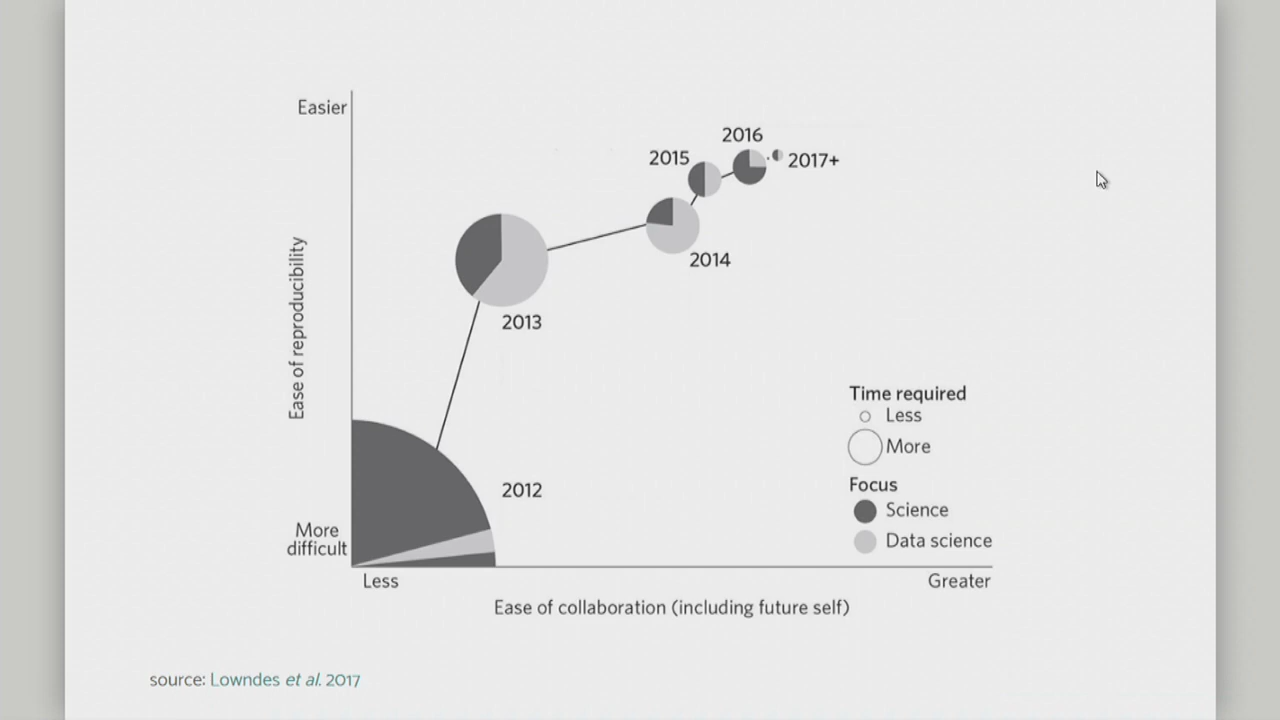 Easier
2016
2015
2017+
2014
2013
Ease of reproducibility
Time required
Less
More
Focus
2012
Science
More
difficult
Data science
Less
Greater
Ease of collaboration (including future self)
source: Lowndes et al. 2017